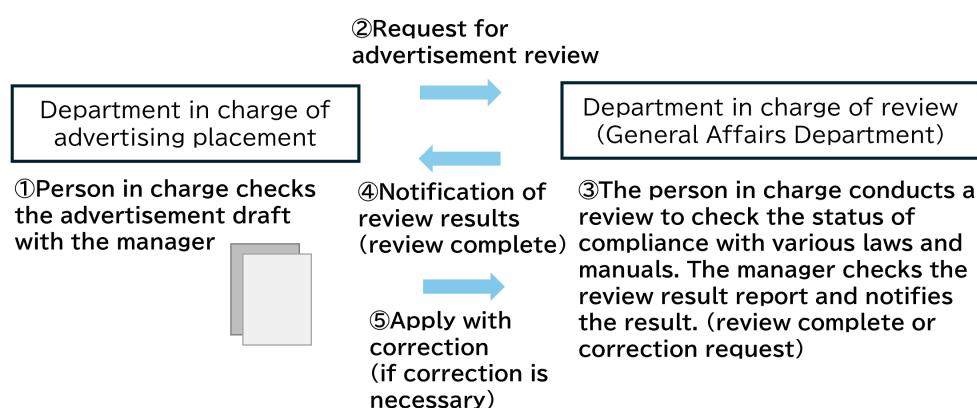 ②Request for
advertisement review
Department in charge of
advertising placement
Department in charge of review
(General Affairs Department)
①Person in charge checks
the advertisement draft
with the manager
④Notification of
review results
(review complete)
③The person in charge conducts a
review to check the status of
compliance with various laws and
manuals. The manager checks the
review result report and notifies
the result. (review complete or
correction request)
⑤Apply with
correction
(if correction is
necessary)